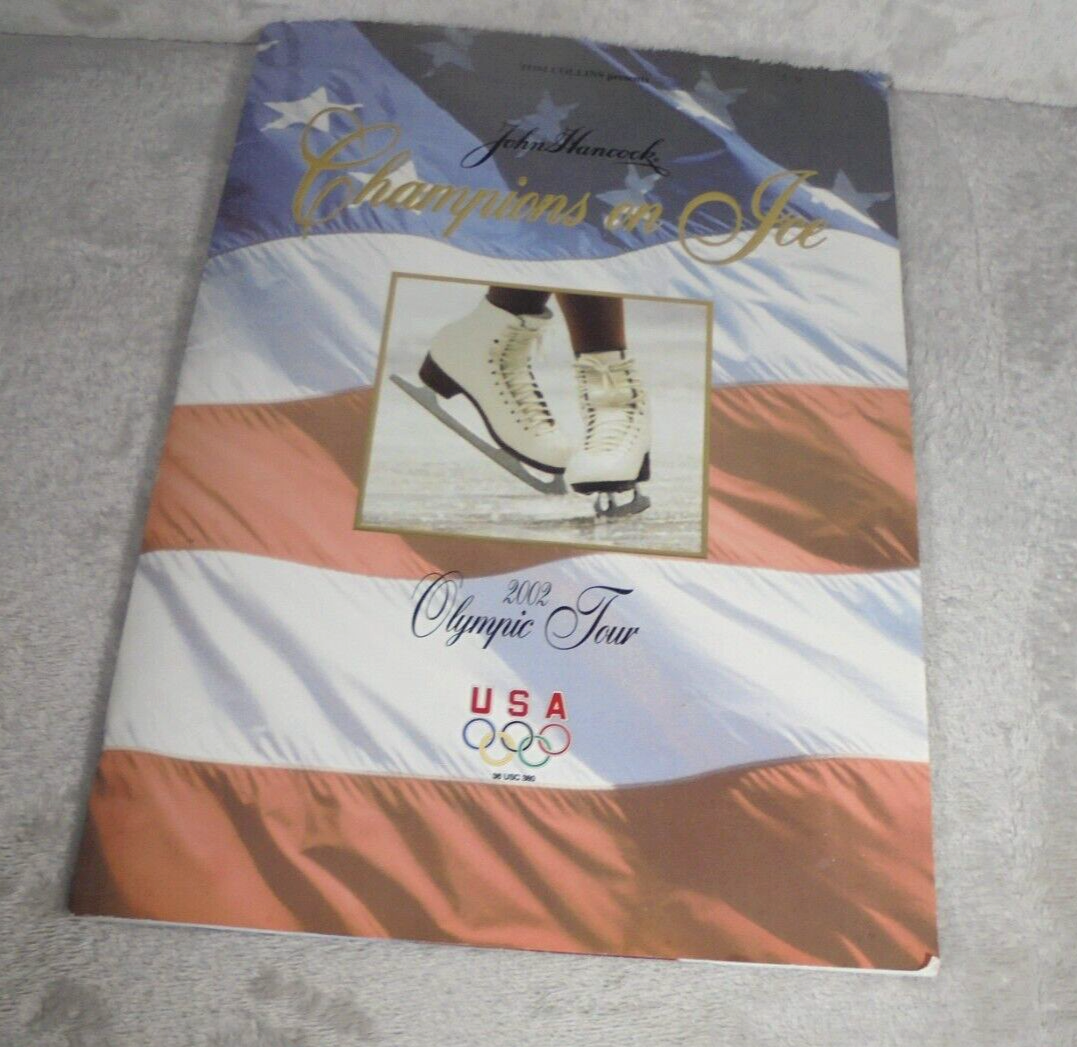 TOM COLLINS presents
John Hancock
Champions on Ice
2002
Olympic Tour
USA
36 USC 380